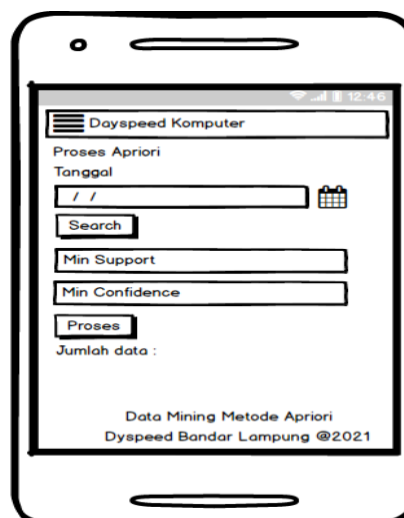 12:46
Dayspeed Komputer
Proses Apriori
Tanggal
/ /
Search
Min Support
Min Confidence
Proses
Jumlah data :
Data Mining Metode Apriori
Dyspeed Bandar Lampung @2021